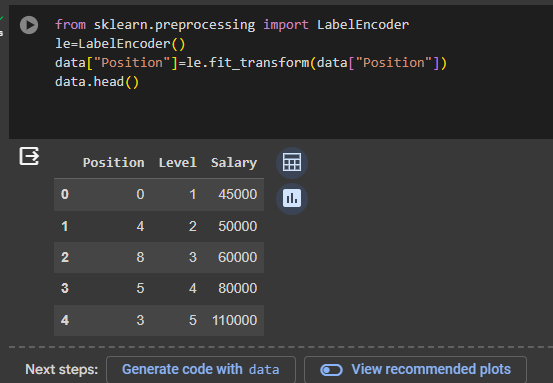 from sklearn.preprocessing import LabelEncoder
le=LabelEncoder()
data["Position"]=le.fit_transform(data["Position"])
data.head()
Position Level Salary
0 0 1 45000
1 4 2 50000
2 8 3 60000
3 5 4 80000
4 3 5 110000
Next steps: Generate code with data View recommended plots